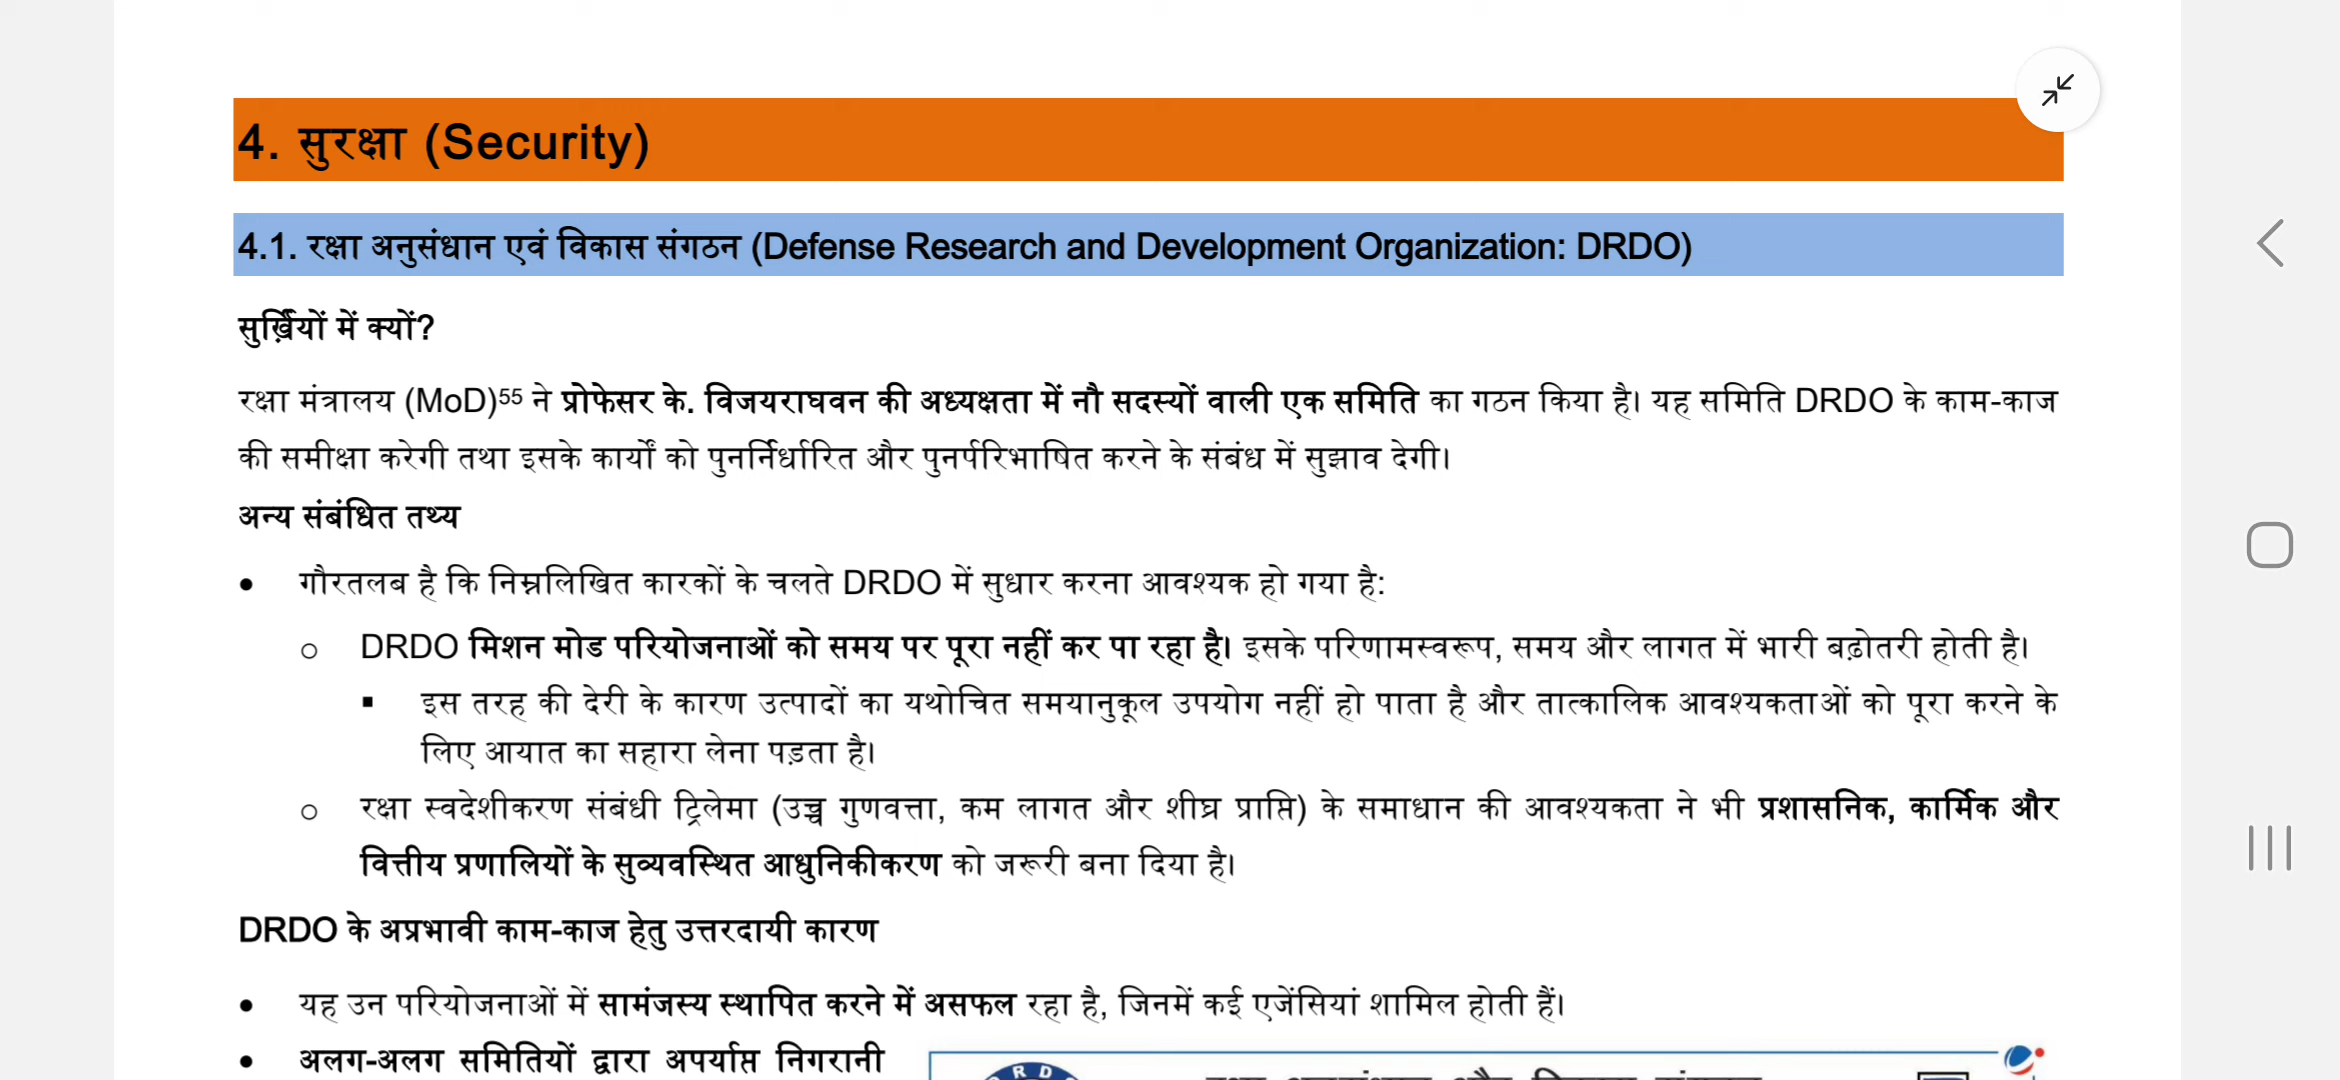 4. सुरक्षा (Security)
4.1. रक्षा अनुसंधान एवं विकास संगठन (Defense Research and Development Organization: DRDO)
सुर्ख़ियों में क्यों?
रक्षा मंत्रालय (MoD)55 ने प्रोफेसर के. विजयराघवन की अध्यक्षता में नौ सदस्यों वाली एक समिति का गठन किया है। यह समिति DRDO के काम-काज
की समीक्षा करेगी तथा इसके कार्यों को पुनर्निर्धारित और पुनर्परिभाषित करने के संबंध में सुझाव देगी।
अन्य संबंधित तथ्य
• गौरतलब है कि निम्नलिखित कारकों के चलते DRDO में सुधार करना आवश्यक हो गया है:
o DRDO मिशन मोड परियोजनाओं को समय पर पूरा नहीं कर पा रहा है। इसके परिणामस्वरूप, समय और लागत में भारी बढ़ोतरी होती है।
▪ इस तरह की देरी के कारण उत्पादों का यथोचित समयानुकूल उपयोग नहीं हो पाता है और तात्कालिक आवश्यकताओं को पूरा करने के
लिए आयात का सहारा लेना पड़ता है।
o रक्षा स्वदेशीकरण संबंधी ट्रिलेमा (उच्च गुणवत्ता, कम लागत और शीघ्र प्राप्ति) के समाधान की आवश्यकता ने भी प्रशासनिक, कार्मिक और
वित्तीय प्रणालियों के सुव्यवस्थित आधुनिकीकरण को जरूरी बना दिया है।
DRDO के अप्रभावी काम-काज हेतु उत्तरदायी कारण
• यह उन परियोजनाओं में सामंजस्य स्थापित करने में असफल रहा है, जिनमें कई एजेंसियां शामिल होती हैं।
• अलग-अलग समितियों द्वारा अपर्याप्त निगरानी